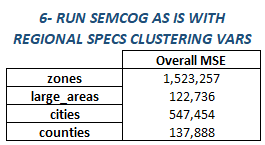 6- RUN SEMCOG AS IS WITH
REGIONAL SPECS CLUSTERING VARS
Overall MSE
zones 1,523,257
large_areas 122,736
cities 547,454
counties 137,888